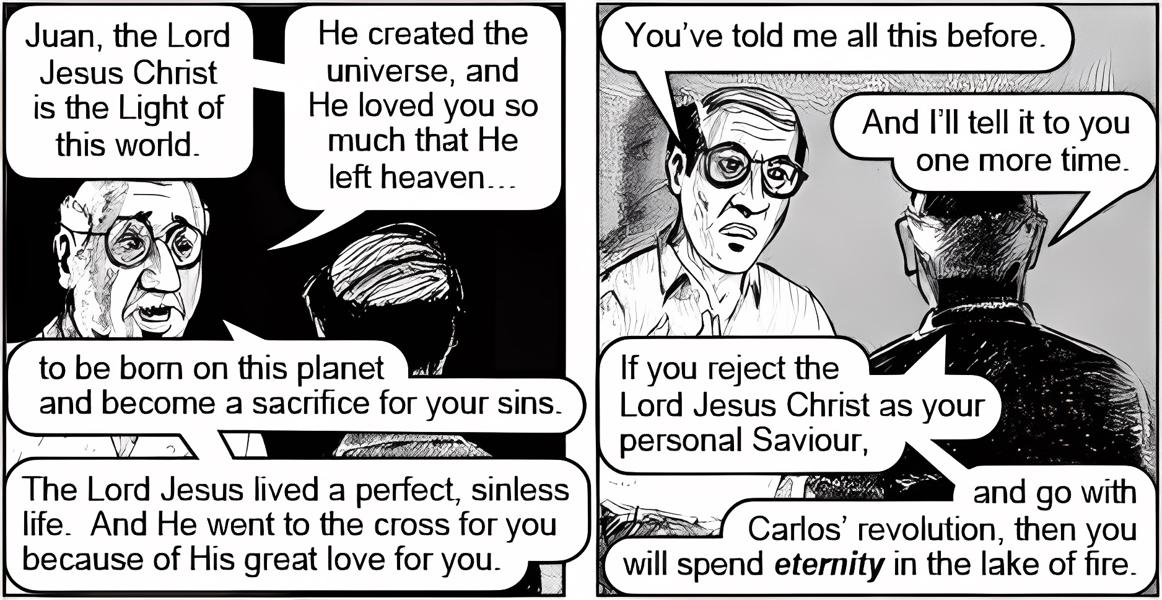 Juan, the Lord
Jesus Christ
is the Light of
this world.
He created the
universe, and
He loved you so
much that He
left heaven...
to be born on this planet
and become a sacrifice for your sins.
The Lord Jesus lived a perfect, sinless
life.  And He went to the cross for you
because of His great love for you.
You've told me all this before.
And I'll tell it to you
one more time.
If you reject the
Lord Jesus Christ as your
personal Saviour,
and go with
Carlos' revolution, then you
will spend eternity in the lake of fire.